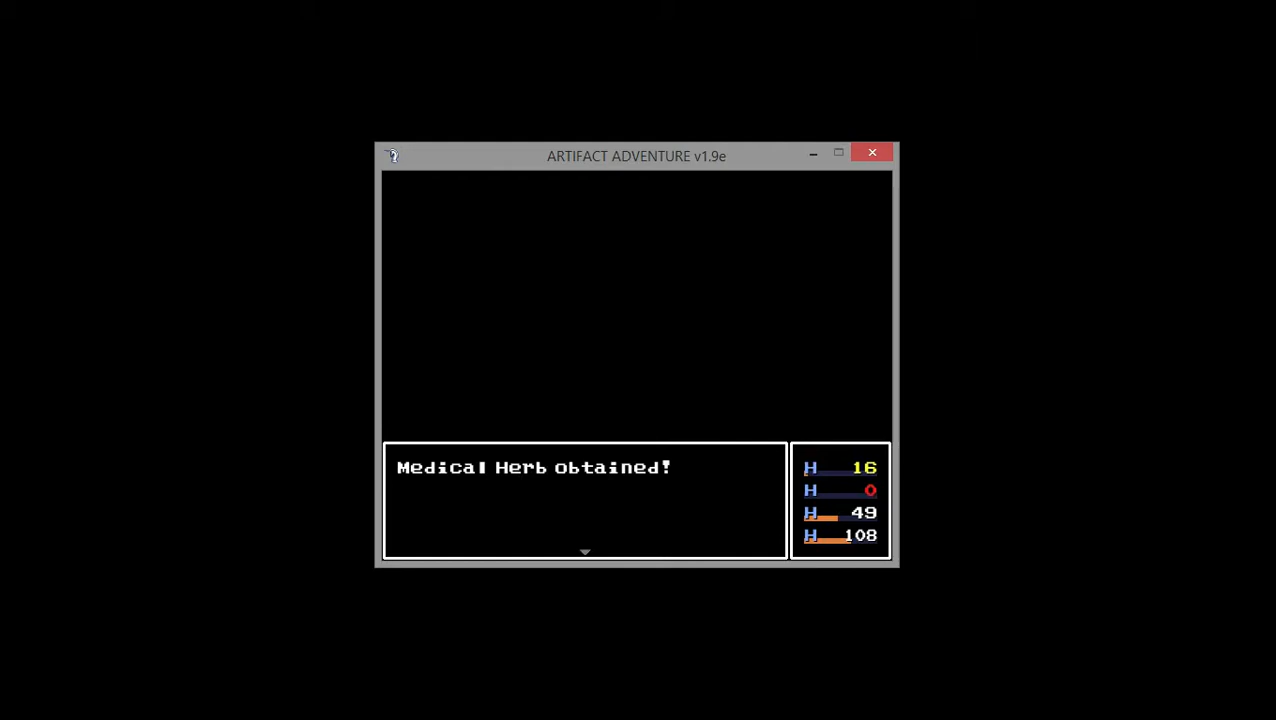 ARTIFACT ADVENTURE v1.9e
Medical Herb obtained!
H 16
H 0
H 49
H 108